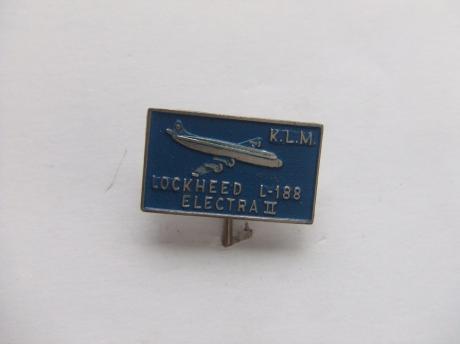 K.L.M.
LOCKHEED L-188
ELECTRA II